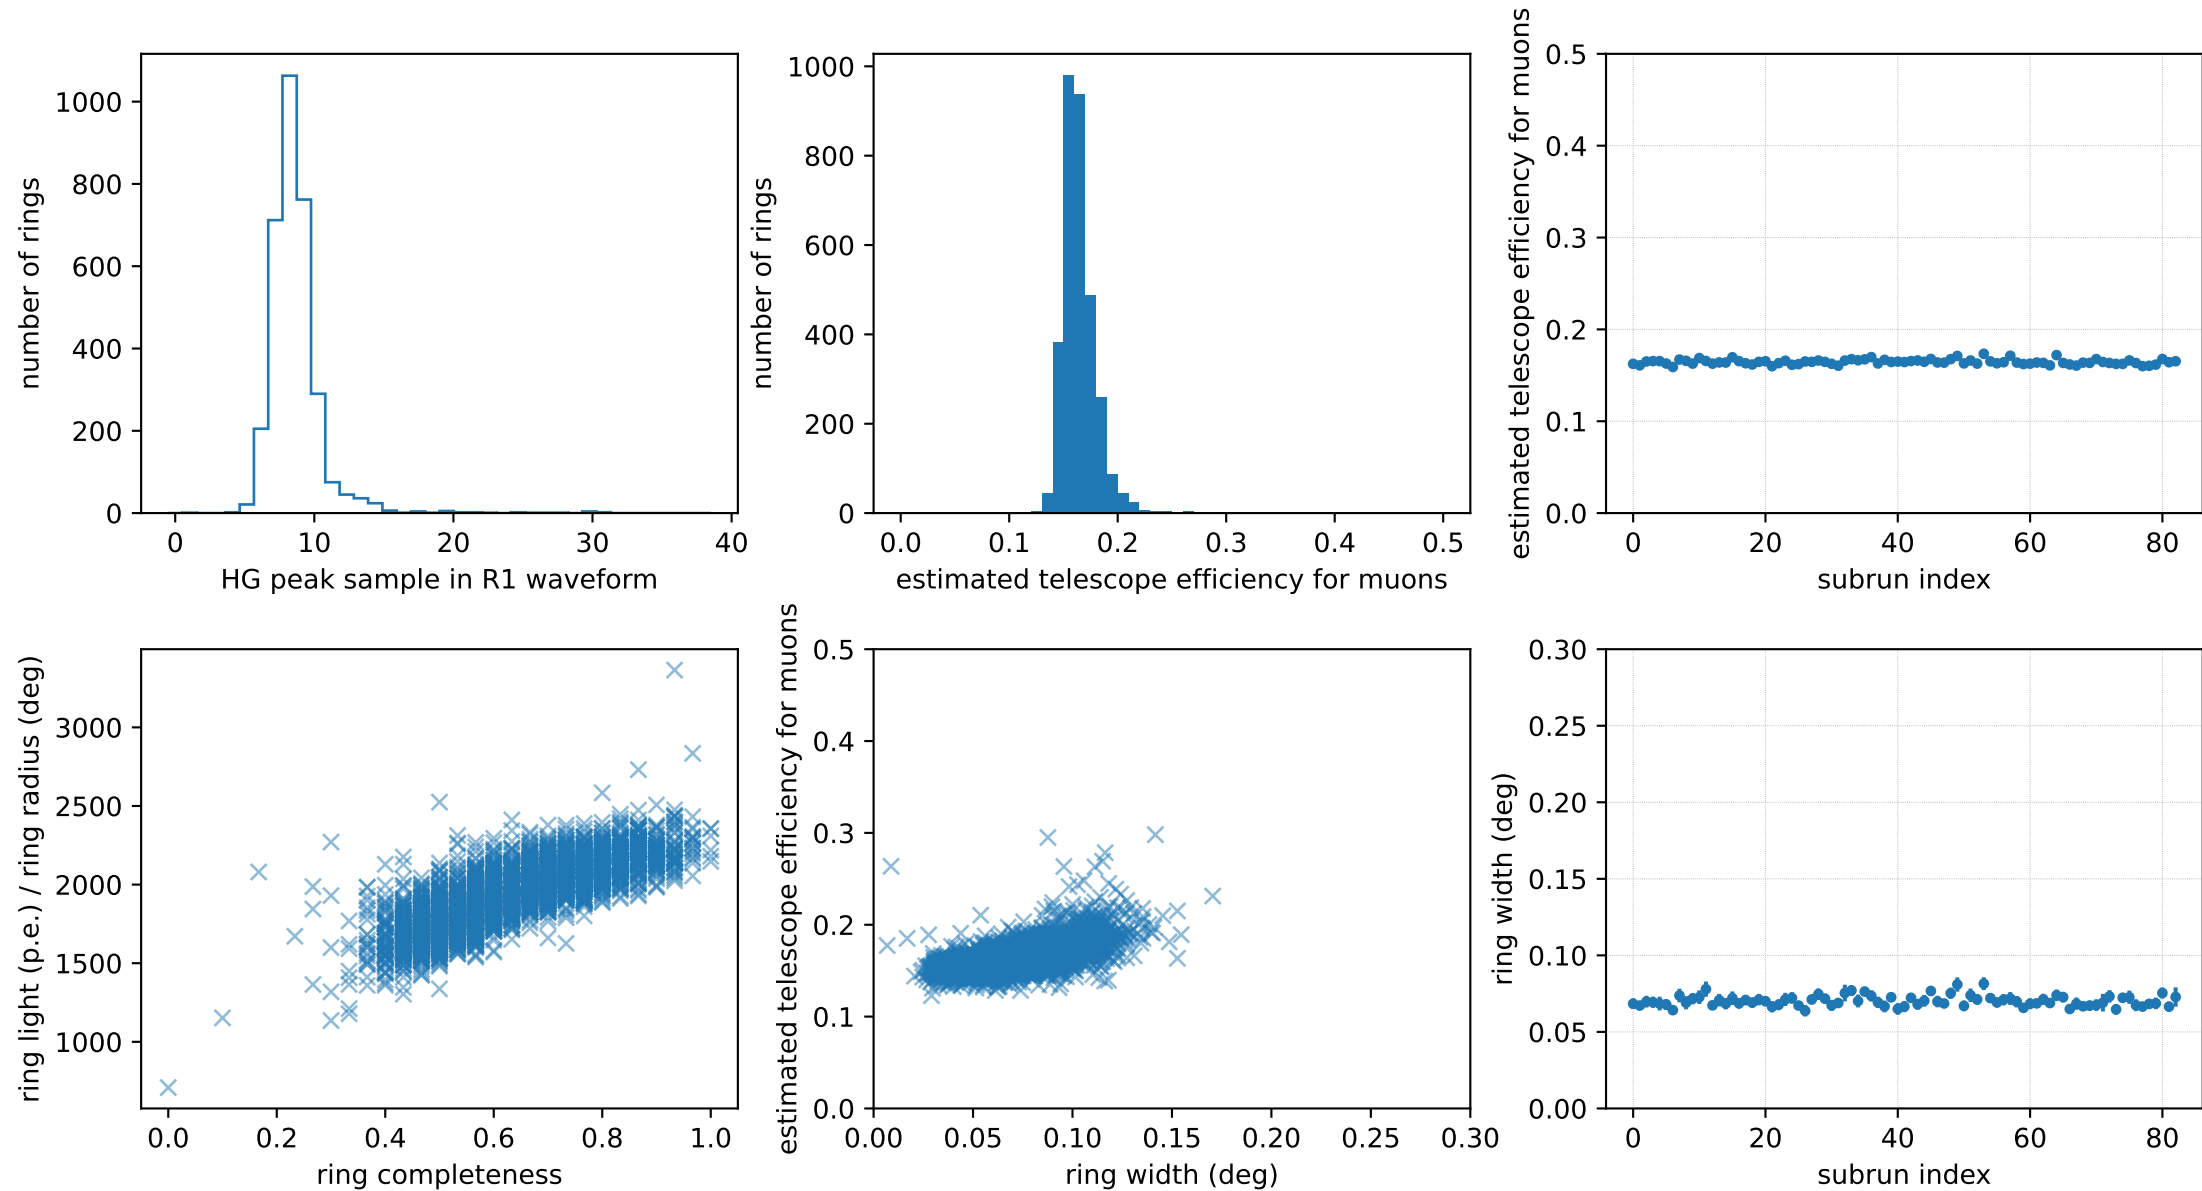 number of rings
1000
800
600
400
200
0
0 10 20 30 40
HG peak sample in R1 waveform
number of rings
1000
800
600
400
200
0
0.0 0.1 0.2 0.3 0.4 0.5
estimated telescope efficiency for muons
estimated telescope efficiency for muons
0.5
0.4
0.3
0.2
0.1
0.0
0 20 40 60 80
subrun index
ring light (p.e.) / ring radius (deg)
3000
2500
2000
1500
1000
0.0 0.2 0.4 0.6 0.8 1.0
ring completeness
estimated telescope efficiency for muons
0.5
0.4
0.3
0.2
0.1
0.0
0.00 0.05 0.10 0.15 0.20 0.25 0.30
ring width (deg)
ring width (deg)
0.30
0.25
0.20
0.15
0.10
0.05
0.00
0 20 40 60 80
subrun index